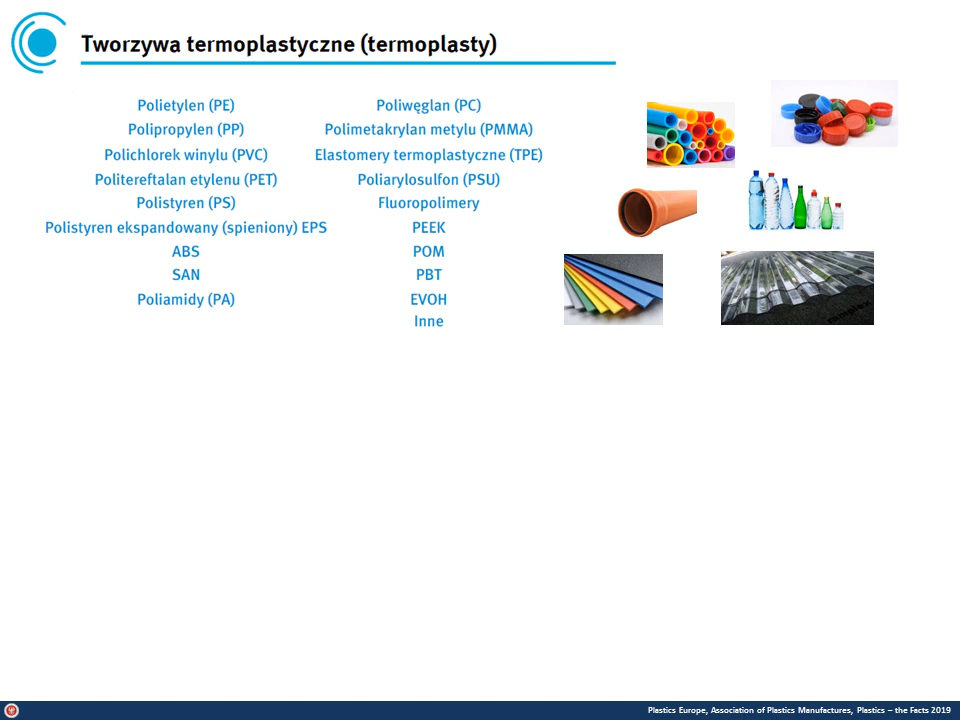 Tworzywa termoplastyczne (termoplasty)
Polietylen (PE)
Polipropylen (PP)
Polichlorek winylu (PVC)
Politereftalan etylenu (PET)
Polistyren (PS)
Polistyren ekspandowany (spieniony) EPS
ABS
SAN
Poliamidy (PA)
Poliwęglan (PC)
Polimetakrylan metylu (PMMA)
Elastomery termoplastyczne (TPE)
Poliarylosulfon (PSU)
Fluoropolimery
PEEK
POM
PBT
EVOH
Inne
Plastics Europe, Association of Plastics Manufactures, Plastics – the Facts 2019